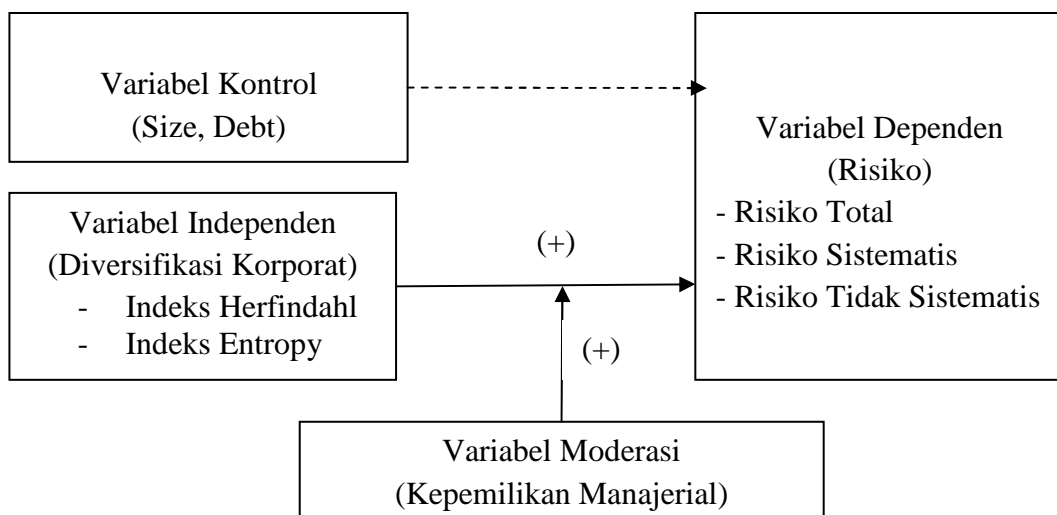 Variabel Kontrol
(Size, Debt)
Variabel Independen
(Diversifikasi Korporat)
- Indeks Herfindahl
- Indeks Entropy
(+)
(+)
Variabel Dependen
(Risiko)
- Risiko Total
- Risiko Sistematis
- Risiko Tidak Sistematis
Variabel Moderasi
(Kepemilikan Manajerial)